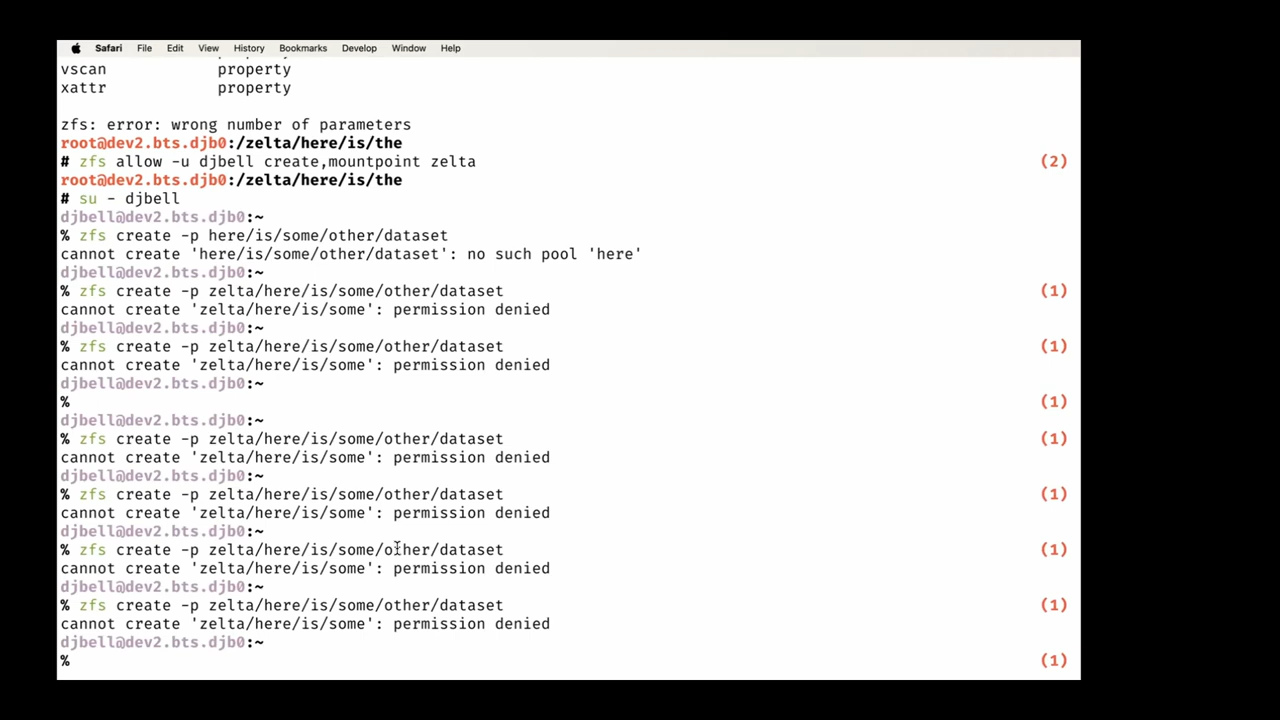 Safari File Edit View History Bookmarks Develop Window Help
vscan property
xattr property
zfs: error: wrong number of parameters
root@dev2.bts.djb0:/zelta/here/is/the
# zfs allow -u djbell create,mountpoint zelta (2)
root@dev2.bts.djb0:/zelta/here/is/the
# su - djbell
djbell@dev2.bts.djb0:~
% zfs create -p here/is/some/other/dataset
cannot create 'here/is/some/other/dataset': no such pool 'here'
djbell@dev2.bts.djb0:~
% zfs create -p zelta/here/is/some/other/dataset (1)
cannot create 'zelta/here/is/some': permission denied
djbell@dev2.bts.djb0:~
% zfs create -p zelta/here/is/some/other/dataset (1)
cannot create 'zelta/here/is/some': permission denied
djbell@dev2.bts.djb0:~
% (1)
djbell@dev2.bts.djb0:~
% zfs create -p zelta/here/is/some/other/dataset (1)
cannot create 'zelta/here/is/some': permission denied
djbell@dev2.bts.djb0:~
% zfs create -p zelta/here/is/some/other/dataset (1)
cannot create 'zelta/here/is/some': permission denied
djbell@dev2.bts.djb0:~
% zfs create -p zelta/here/is/some/other/dataset (1)
cannot create 'zelta/here/is/some': permission denied
djbell@dev2.bts.djb0:~
% zfs create -p zelta/here/is/some/other/dataset (1)
cannot create 'zelta/here/is/some': permission denied
djbell@dev2.bts.djb0:~
% (1)